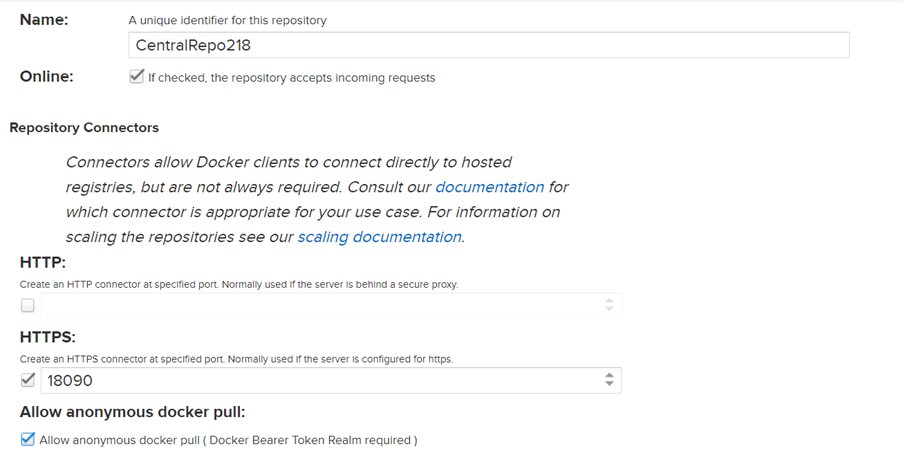 Name:
A unique identifier for this repository
CentralRepo218
Online:
If checked, the repository accepts incoming requests
Repository Connectors
Connectors allow Docker clients to connect directly to hosted
registries, but are not always required. Consult our documentation for
which connector is appropriate for your use case. For information on
scaling the repositories see our scaling documentation.
HTTP:
Create an HTTP connector at specified port. Normally used if the server is behind a secure proxy.
HTTPS:
Create an HTTPS connector at specified port. Normally used if the server is configured for https.
18090
Allow anonymous docker pull:
Allow anonymous docker pull ( Docker Bearer Token Realm required )